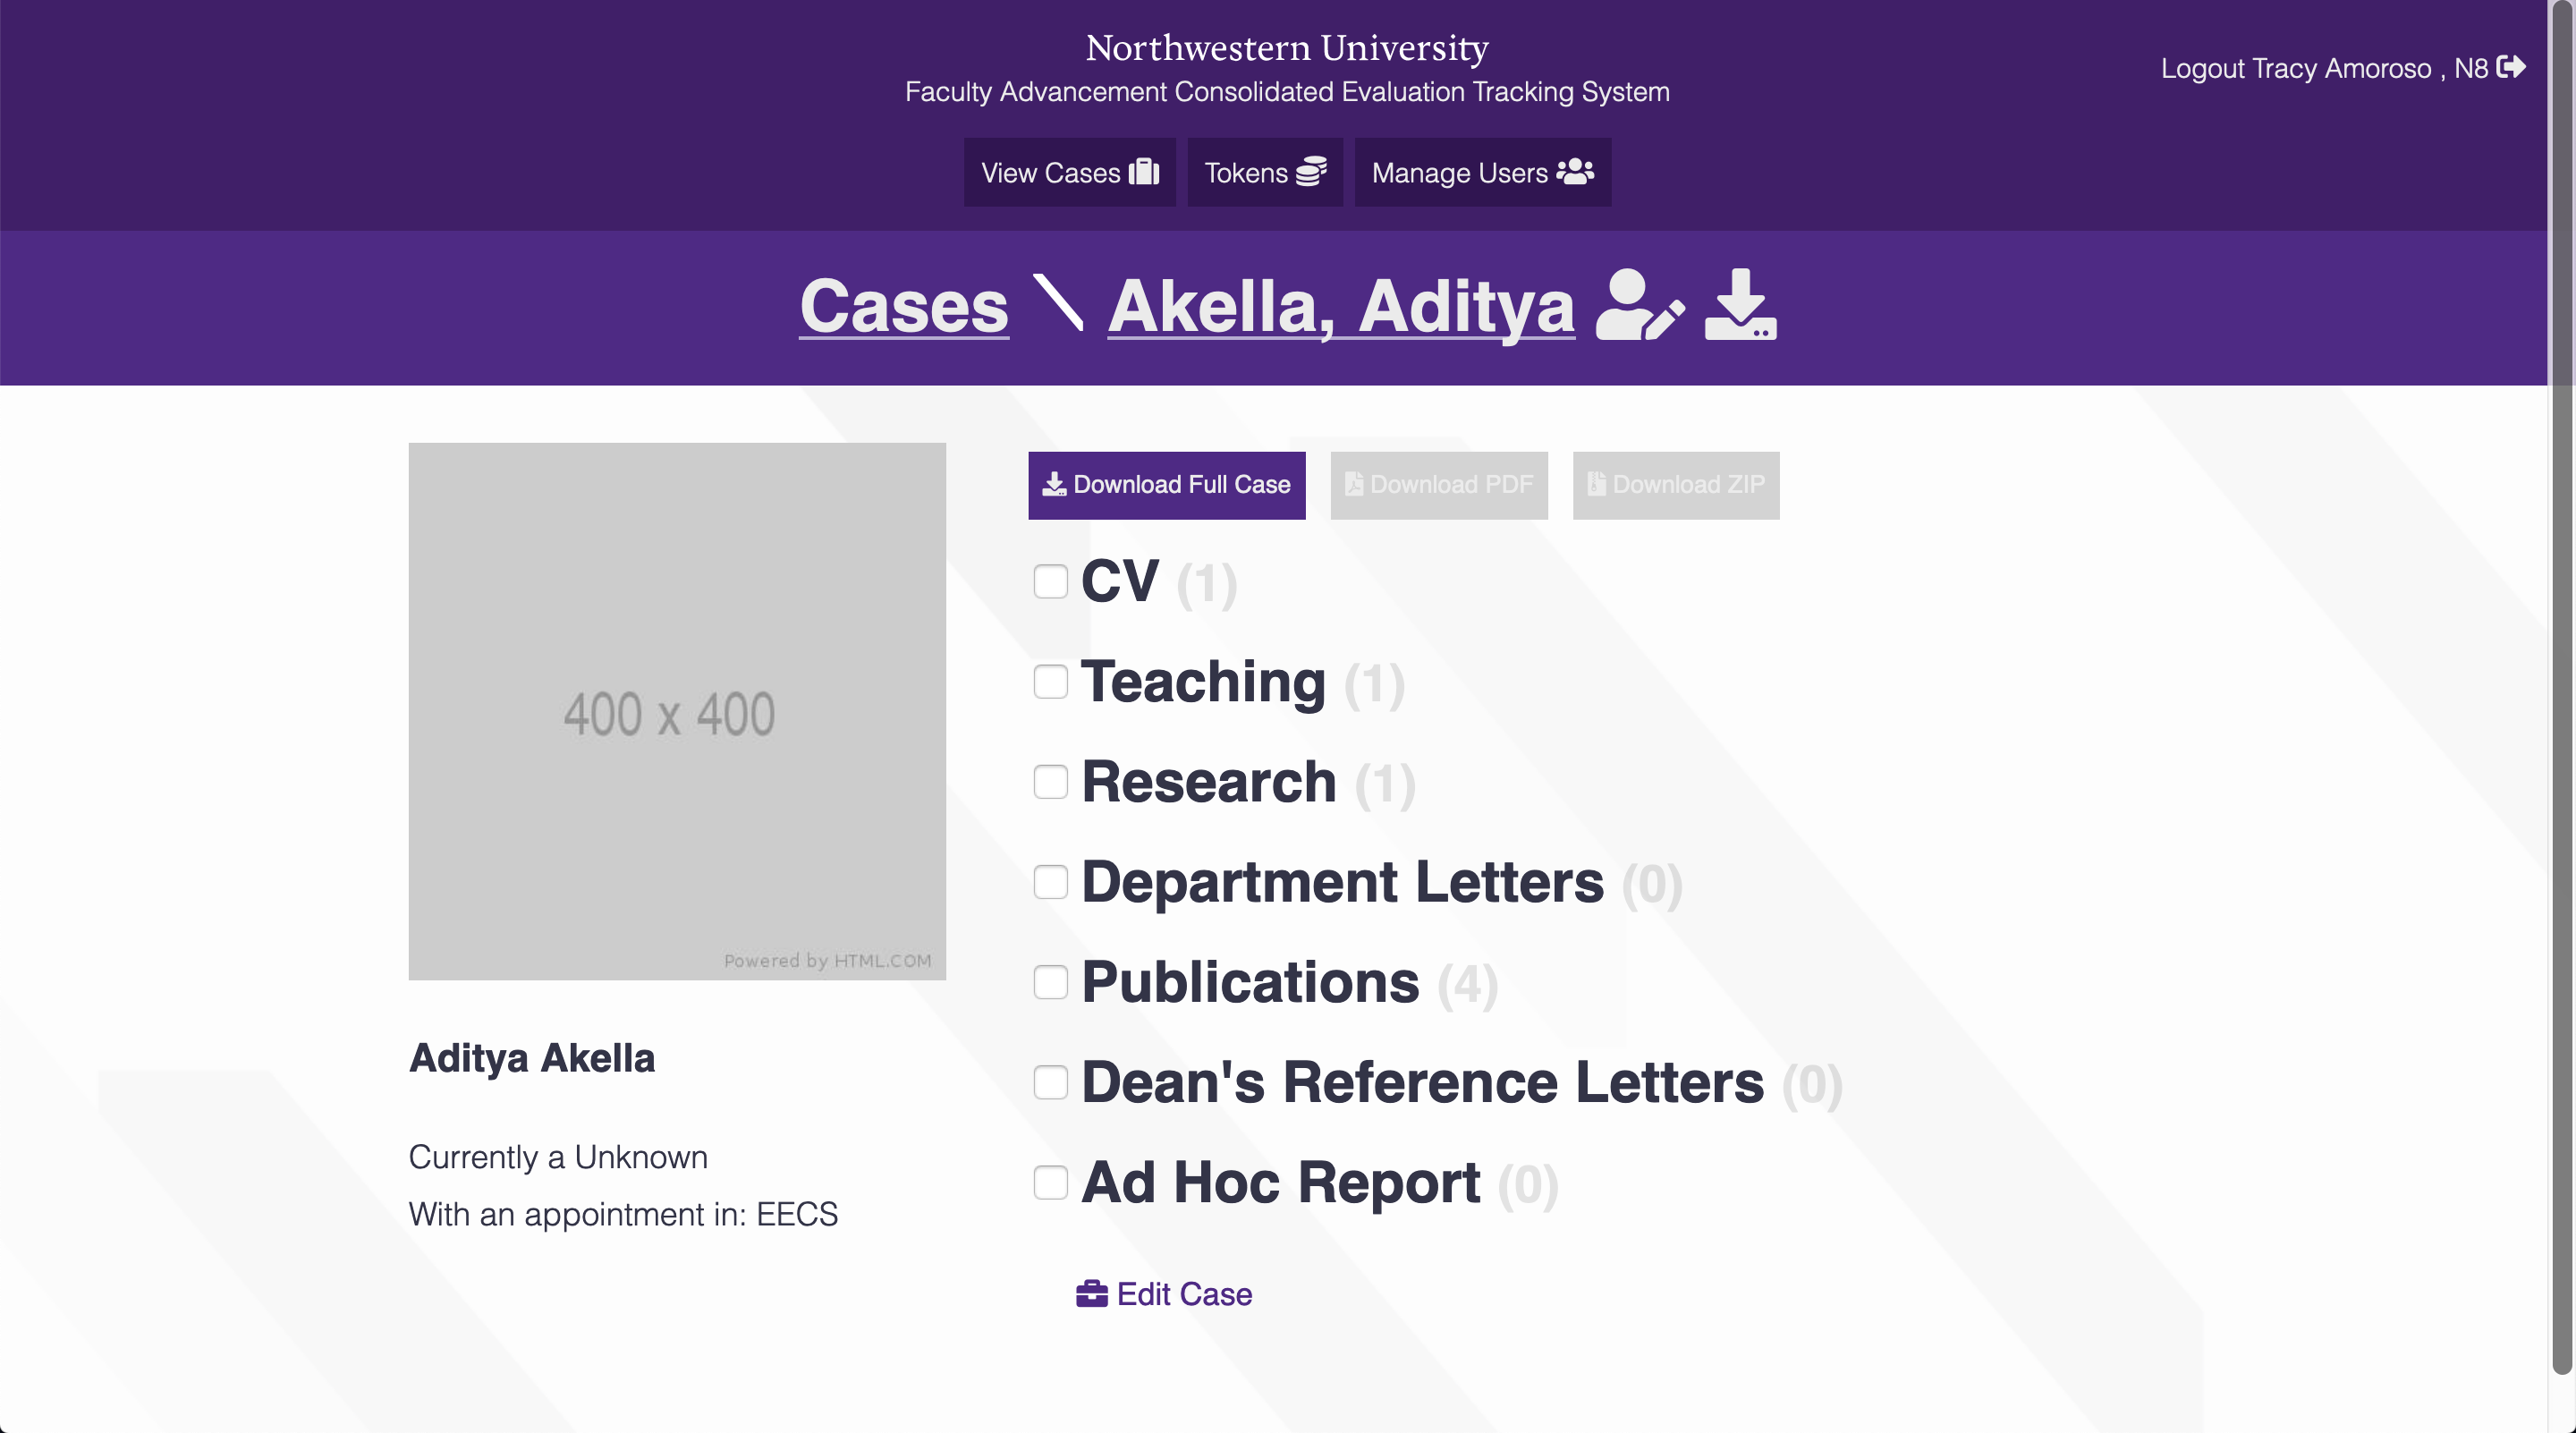 Northwestern University
Faculty Advancement Consolidated Evaluation Tracking System
Logout Tracy Amoroso , N8
View Cases
Tokens
Manage Users
Cases \ Akella, Aditya
400 x 400
Powered by HTML.COM
Aditya Akella
Currently a Unknown
With an appointment in: EECS
Download Full Case
Download PDF
Download ZIP
CV (1)
Teaching (1)
Research (1)
Department Letters (0)
Publications (4)
Dean's Reference Letters (0)
Ad Hoc Report (0)
Edit Case